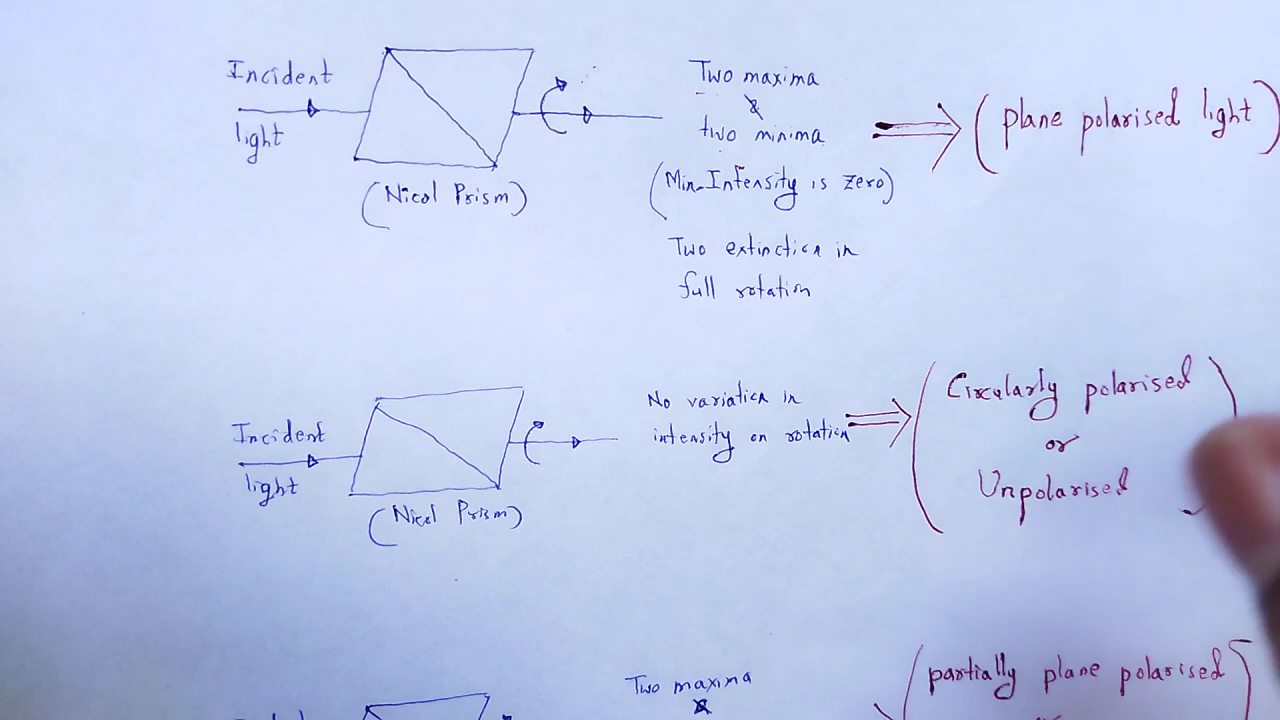 Incident
light
(Nicol Prism)
Two maxima
&
two minima
(Min. Intensity is zero)
Two extinction in
full rotation
(plane polarised light)
Incident
light
(Nicol Prism)
No variation in
intensity on rotation
(Circularly polarised
or
Unpolarised)
Two maxima
&
(partially plane polarised